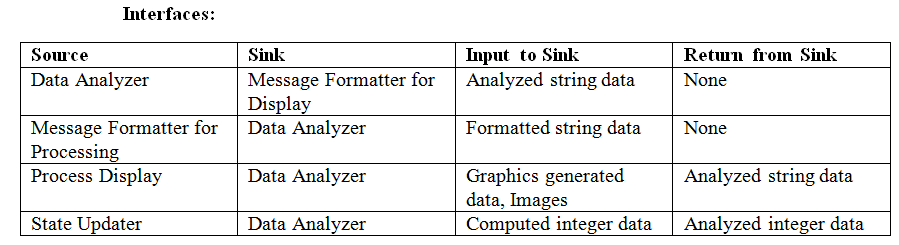 Interfaces:
Source Sink Input to Sink Return from Sink
Data Analyzer Message Formatter for Display Analyzed string data None
Message Formatter for Processing Data Analyzer Formatted string data None
Process Display Data Analyzer Graphics generated data, Images Analyzed string data
State Updater Data Analyzer Computed integer data Analyzed integer data